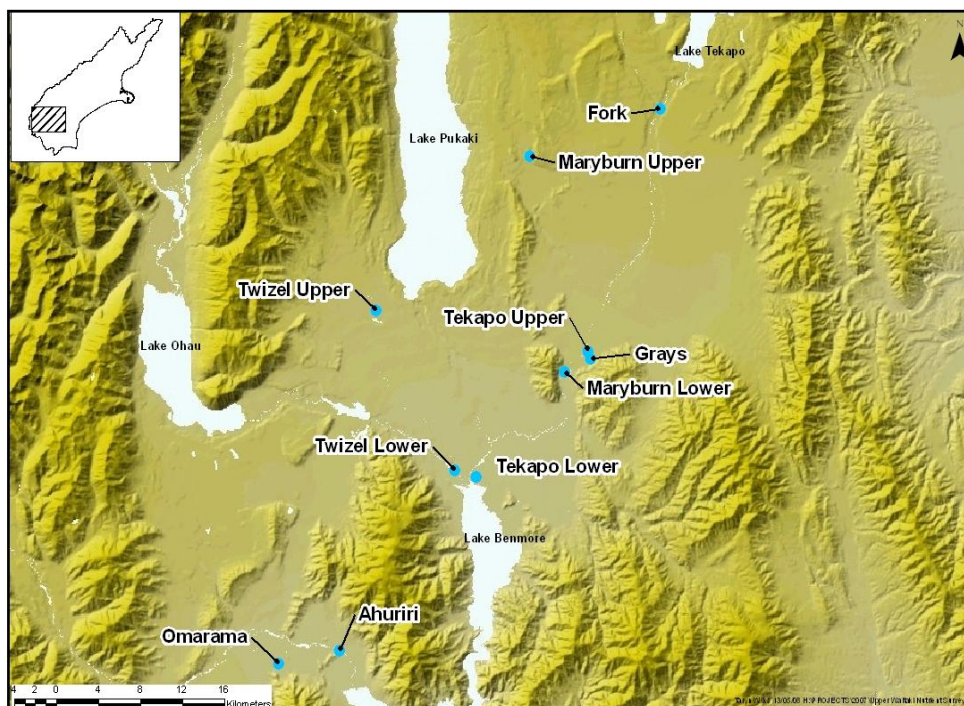 N
Lake Tekapo
Fork
Lake Pukaki
Maryburn Upper
Twizel Upper
Tekapo Upper
Lake Ohau
Grays
Maryburn Lower
Twizel Lower
Tekapo Lower
Lake Benmore
Ahuriri
Omarama
4 2 0 4 8 12 16
Kilometers